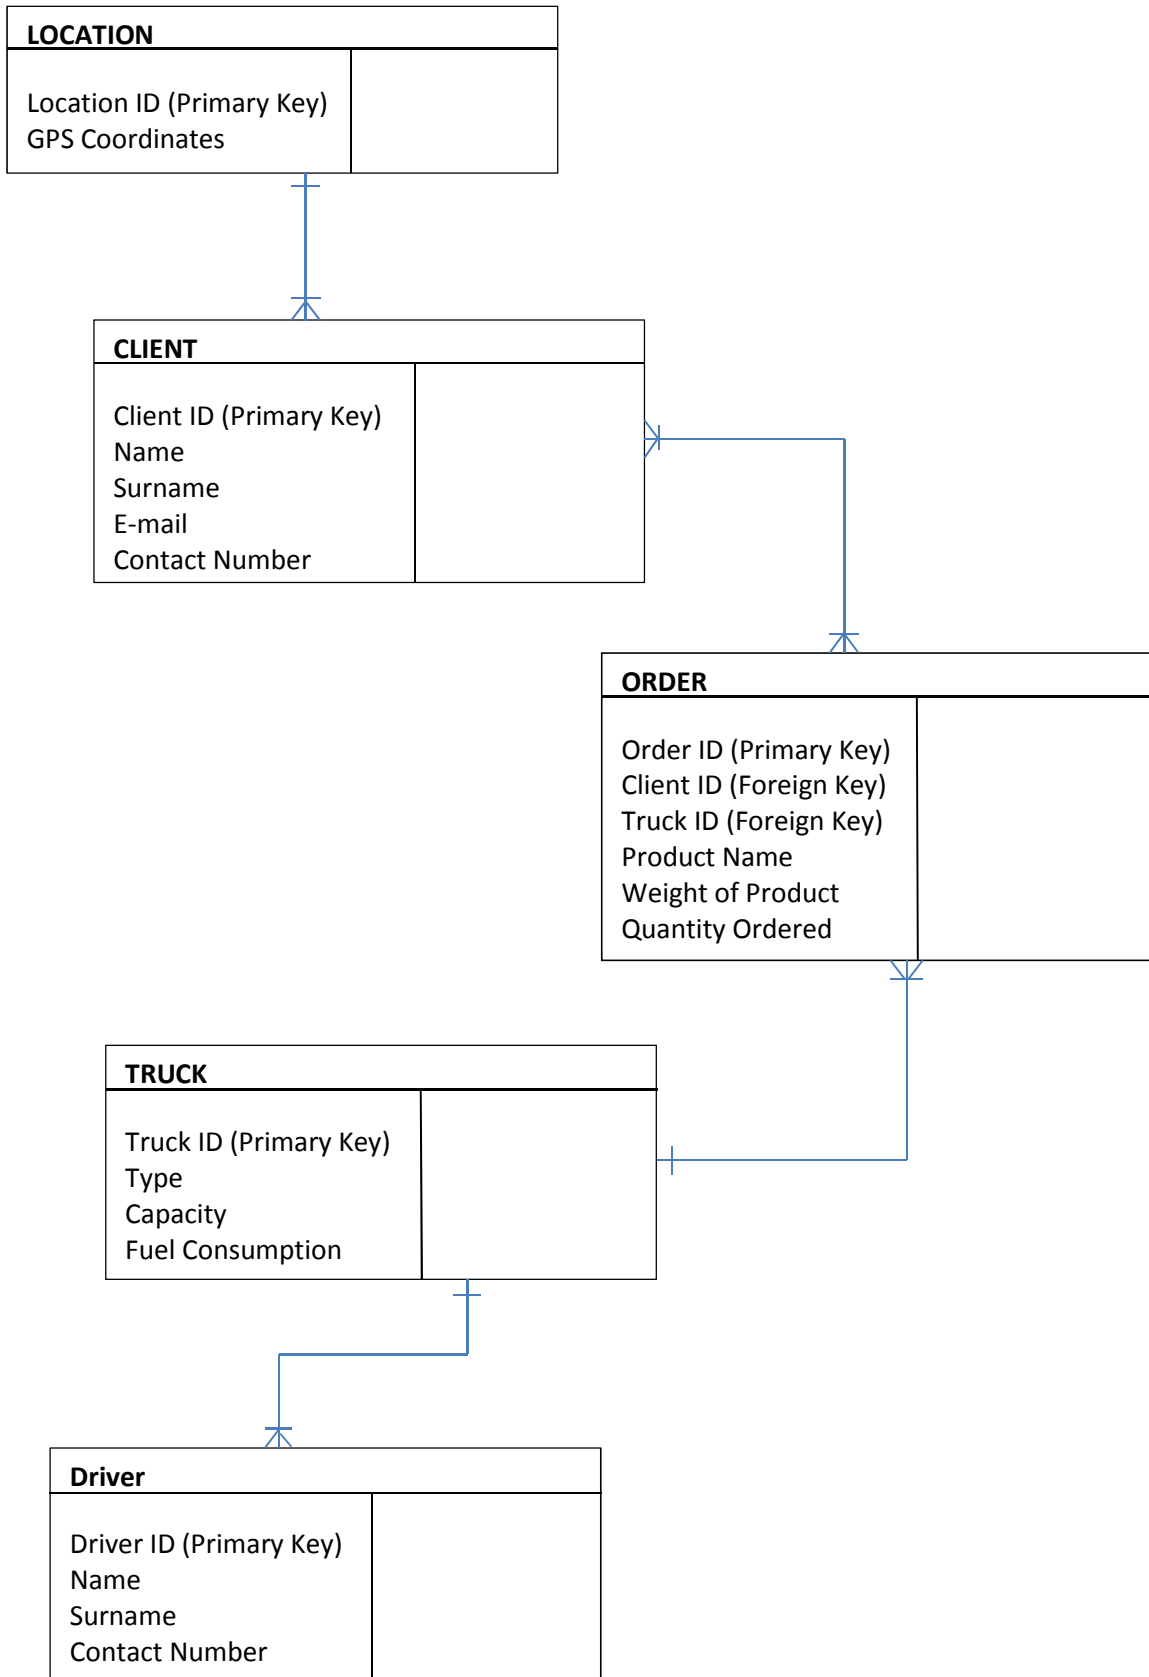 LOCATION
Location ID (Primary Key)
GPS Coordinates
CLIENT
Client ID (Primary Key)
Name
Surname
E-mail
Contact Number
ORDER
Order ID (Primary Key)
Client ID (Foreign Key)
Truck ID (Foreign Key)
Product Name
Weight of Product
Quantity Ordered
TRUCK
Truck ID (Primary Key)
Type
Capacity
Fuel Consumption
Driver
Driver ID (Primary Key)
Name
Surname
Contact Number